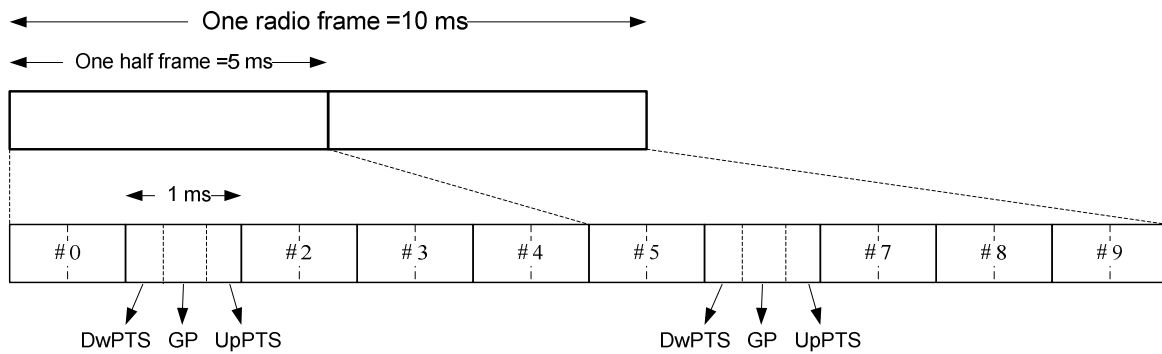 One radio frame =10 ms
One half frame =5 ms
1 ms
#0 #2 #3 #4 #5 #7 #8 #9
DwPTS GP UpPTS DwPTS GP UpPTS